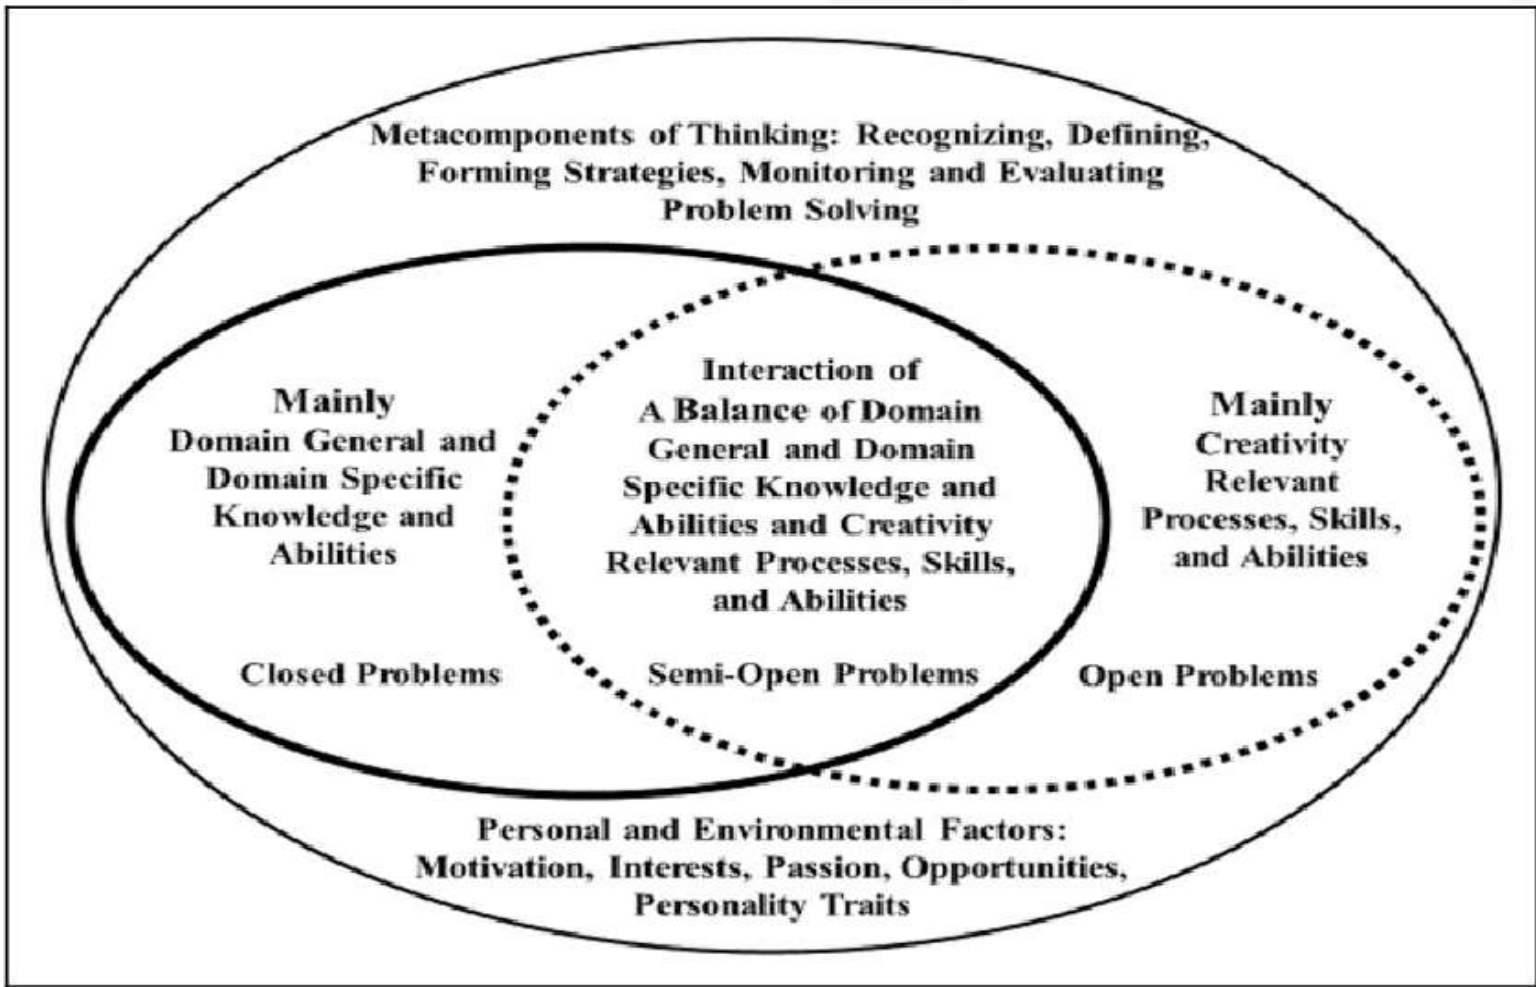 Metacomponents of Thinking: Recognizing, Defining,
Forming Strategies, Monitoring and Evaluating
Problem Solving
Mainly
Domain General and
Domain Specific
Knowledge and
Abilities
Closed Problems
Interaction of
A Balance of Domain
General and Domain
Specific Knowledge and
Abilities and Creativity
Relevant Processes, Skills,
and Abilities
Semi-Open Problems
Mainly
Creativity
Relevant
Processes, Skills,
and Abilities
Open Problems
Personal and Environmental Factors:
Motivation, Interests, Passion, Opportunities,
Personality Traits